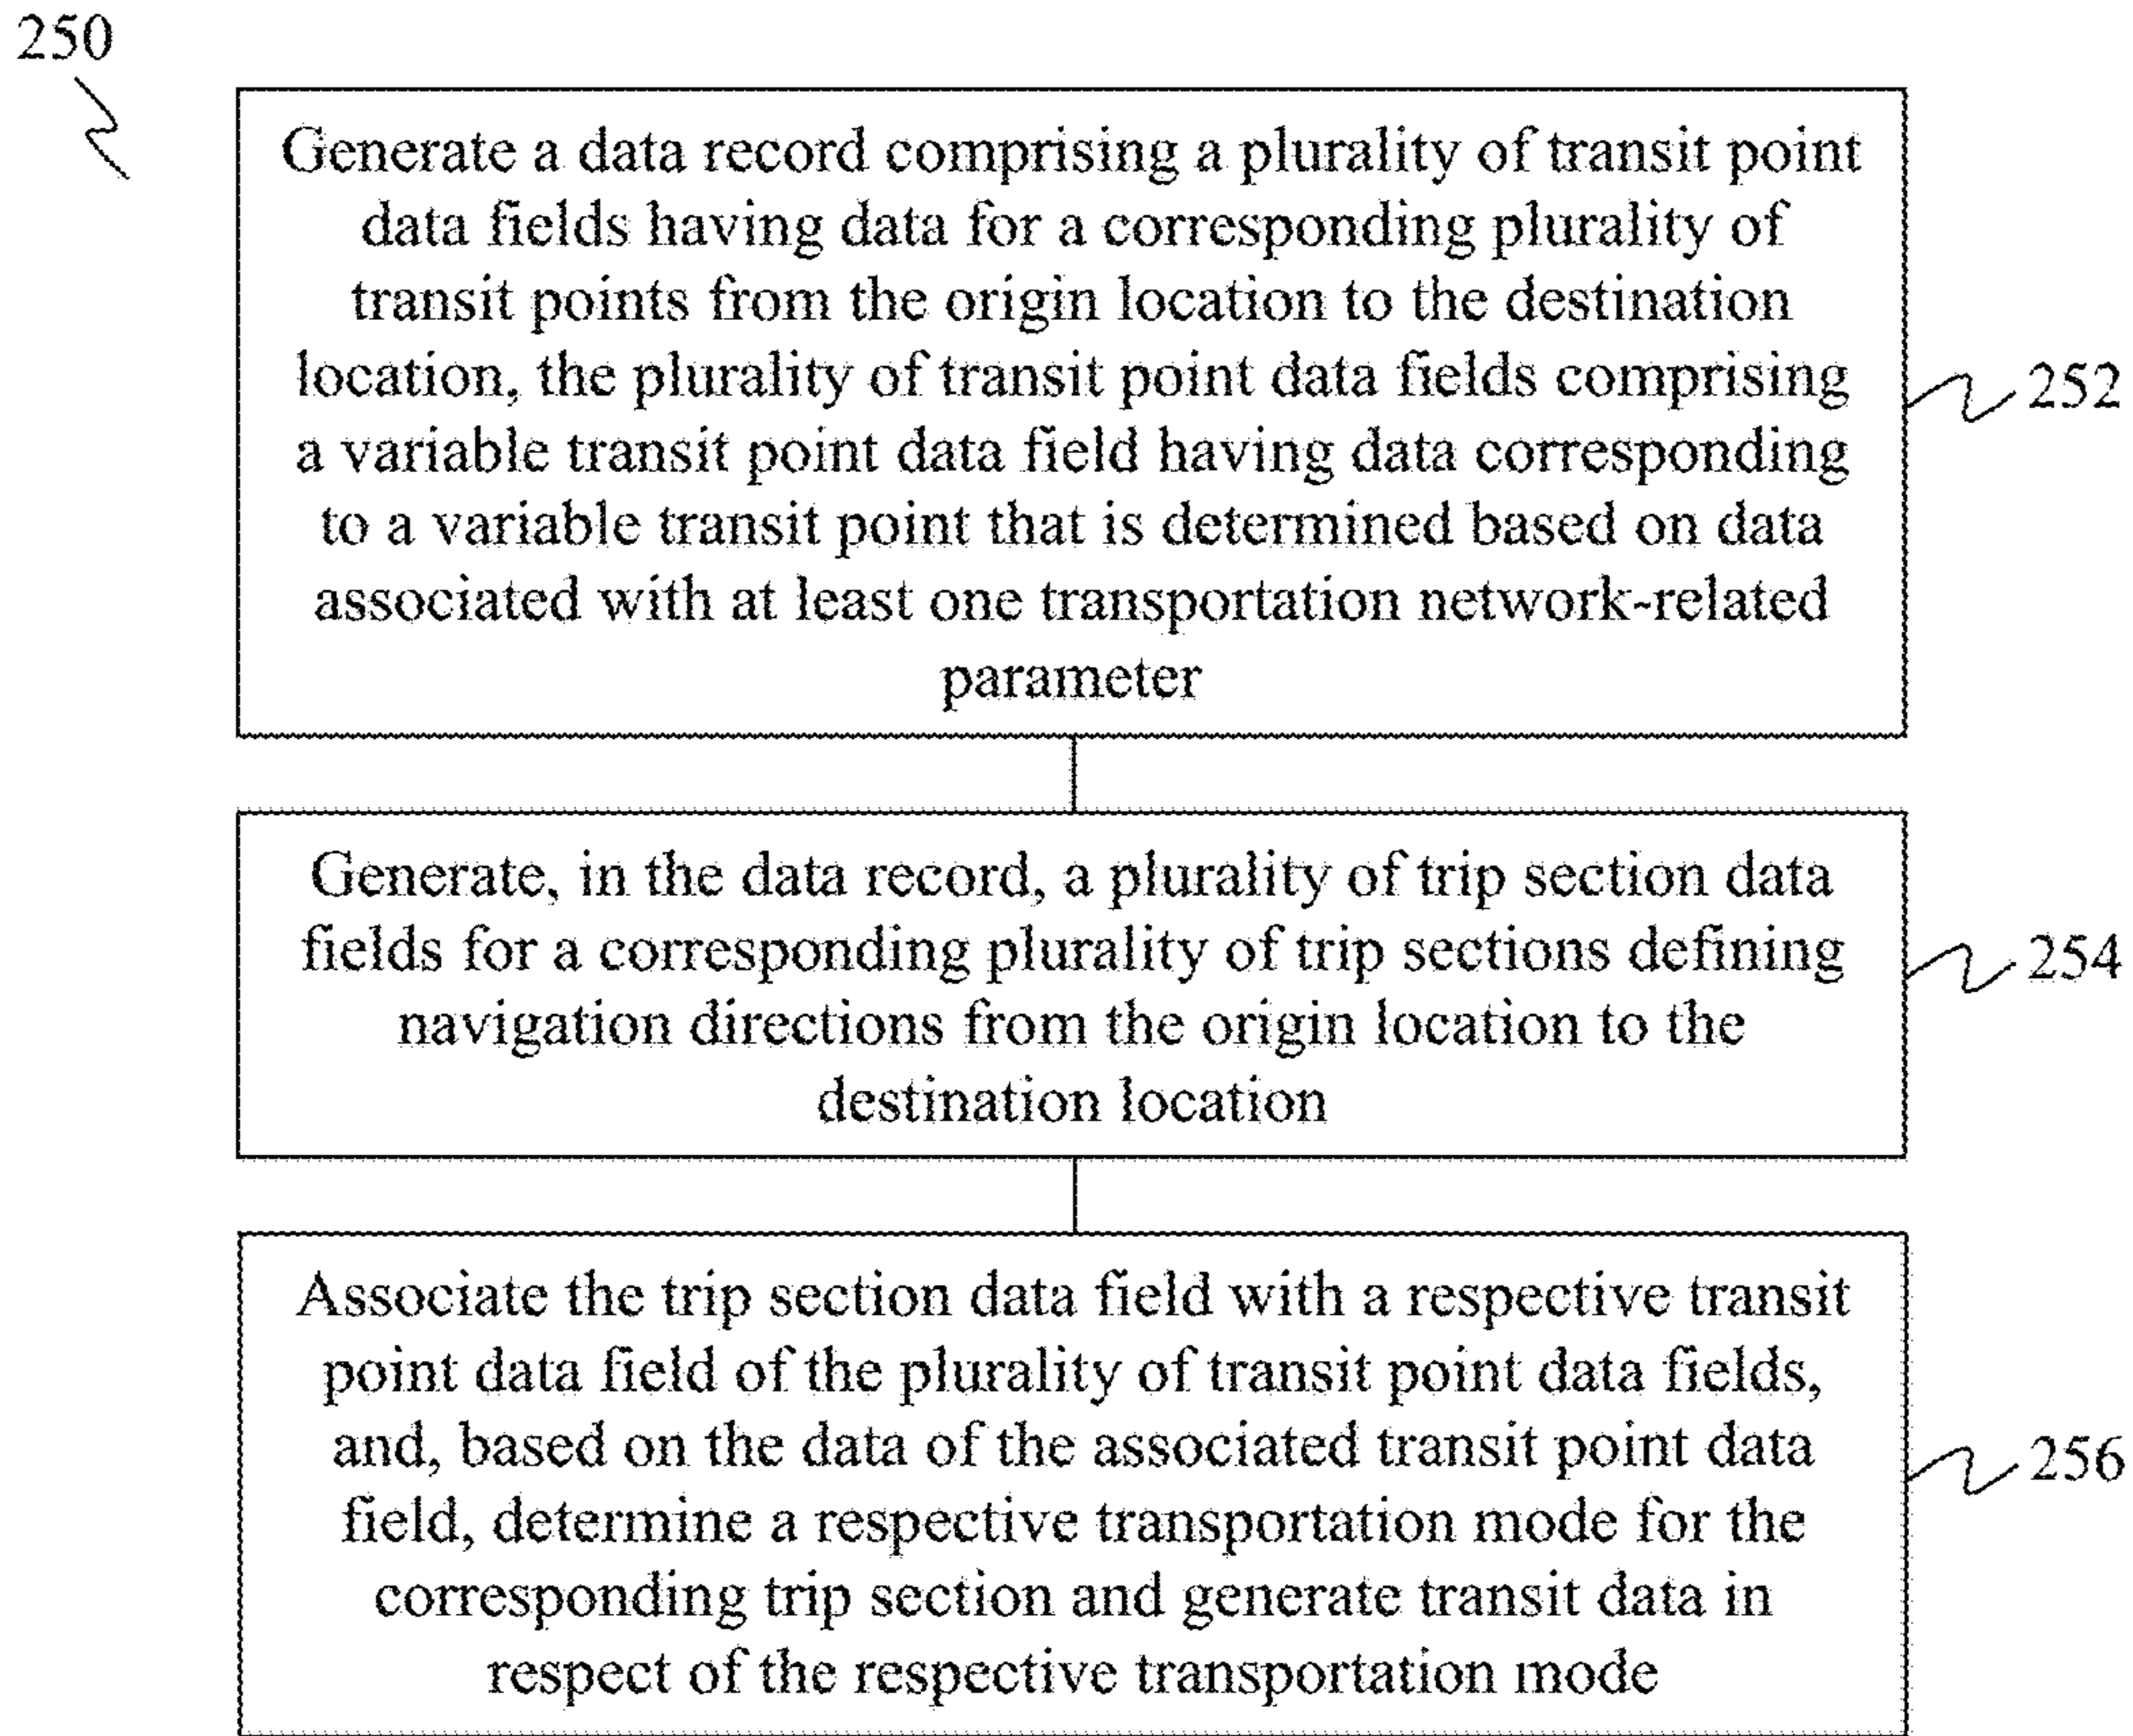 250
Generate a data record comprising a plurality of transit point
data fields having data for a corresponding plurality of
transit points from the origin location to the destination
location, the plurality of transit point data fields comprising
a variable transit point data field having data corresponding
to a variable transit point that is determined based on data
associated with at least one transportation network-related
parameter
252
Generate, in the data record, a plurality of trip section data
fields for a corresponding plurality of trip sections defining
navigation directions from the origin location to the
destination location
254
Associate the trip section data field with a respective transit
point data field of the plurality of transit point data fields,
and, based on the data of the associated transit point data
field, determine a respective transportation mode for the
corresponding trip section and generate transit data in
respect of the respective transportation mode
256